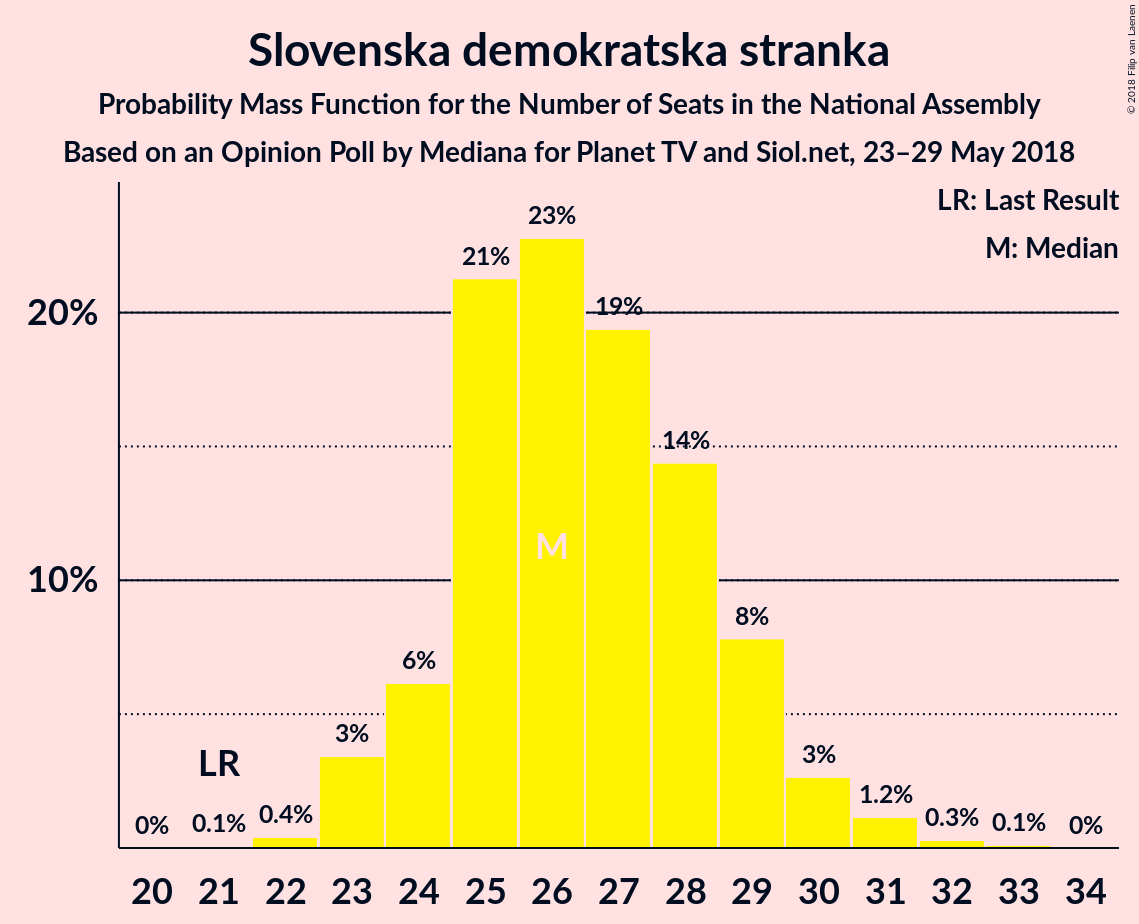 Slovenska demokratska stranka
Probability Mass Function for the Number of Seats in the National Assembly
Based on an Opinion Poll by Mediana for Planet TV and Siol.net, 23–29 May 2018
© 2018 Filip van Laenen
LR: Last Result
M: Median
20%
10%
0%
0.1%
0.4%
3%
6%
21%
23%
19%
14%
8%
3%
1.2%
0.3%
0.1%
0%
LR
M
20 21 22 23 24 25 26 27 28 29 30 31 32 33 34